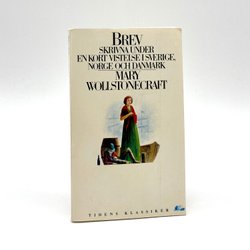 BREV
SKRIVNA UNDER
EN KORT VISTELSE I SVERIGE,
NORGE OCH DANMARK
MARY
WOLLSTONECRAFT
TIDENS KLASSIKER